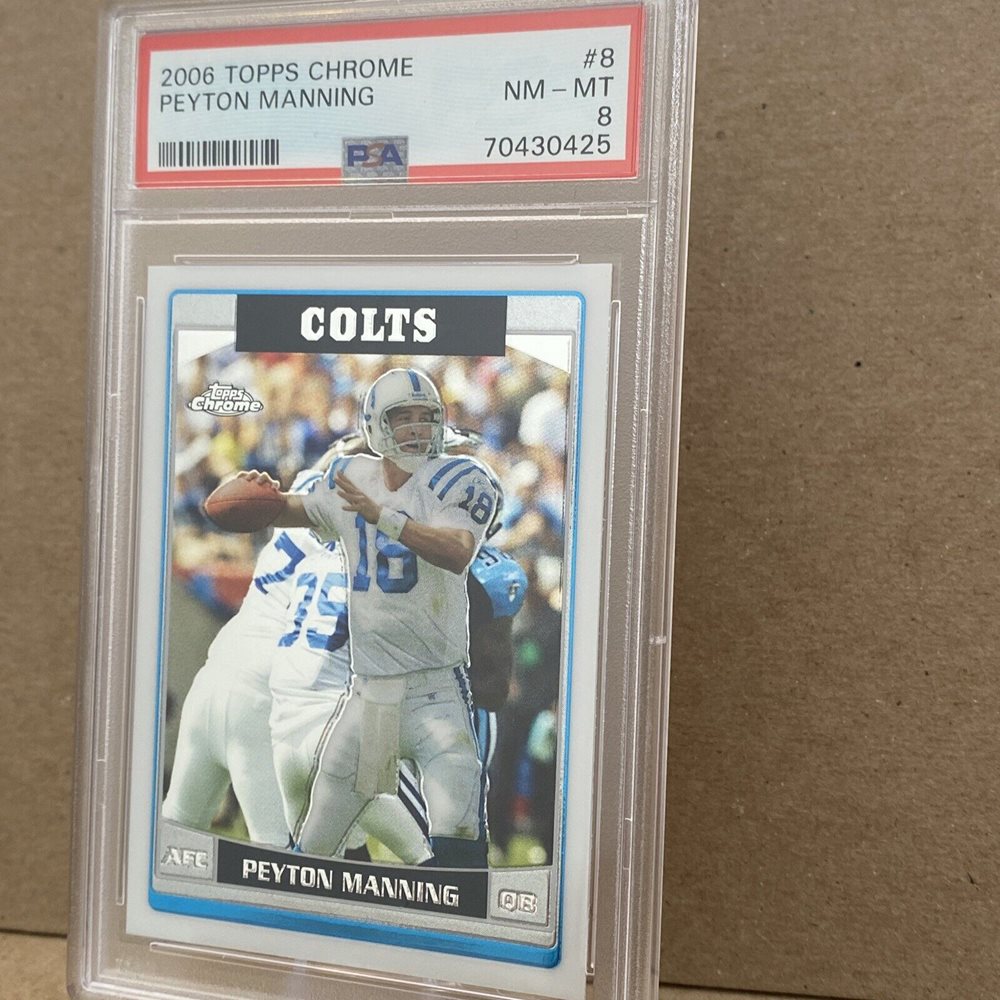 2006 TOPPS CHROME #8
PEYTON MANNING NM - MT
8
PSA 70430425
COLTS
Topps
Chrome
18
18
AFC
PEYTON MANNING
QB